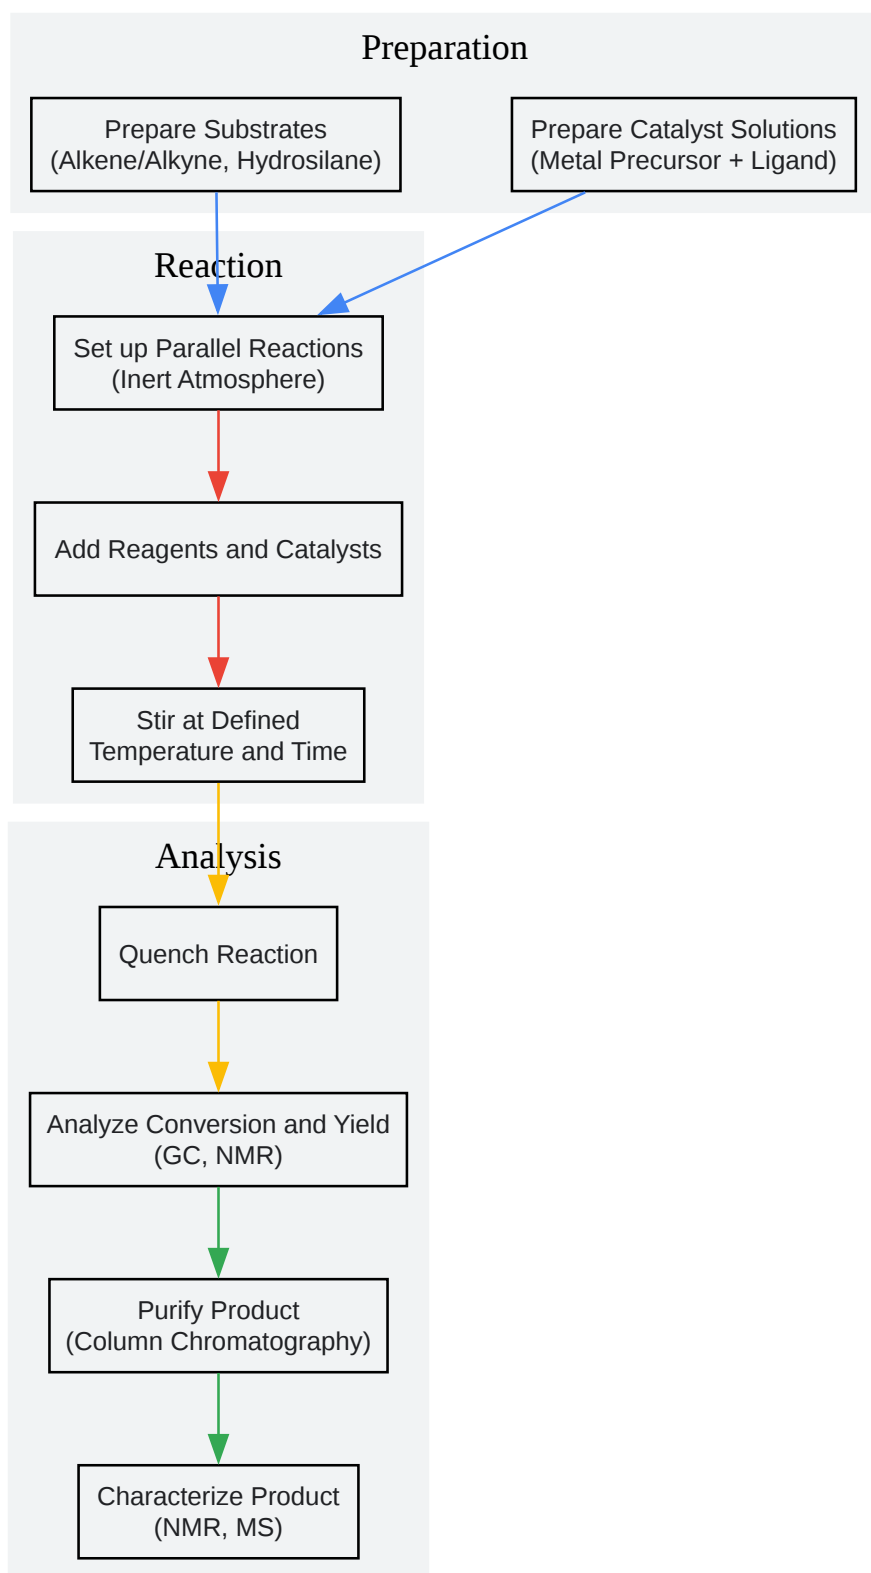 Preparation
Prepare Substrates
(Alkene/Alkyne, Hydrosilane)
Prepare Catalyst Solutions
(Metal Precursor + Ligand)
Reaction
Set up Parallel Reactions
(Inert Atmosphere)
Add Reagents and Catalysts
Stir at Defined
Temperature and Time
Analysis
Quench Reaction
Analyze Conversion and Yield
(GC, NMR)
Purify Product
(Column Chromatography)
Characterize Product
(NMR, MS)